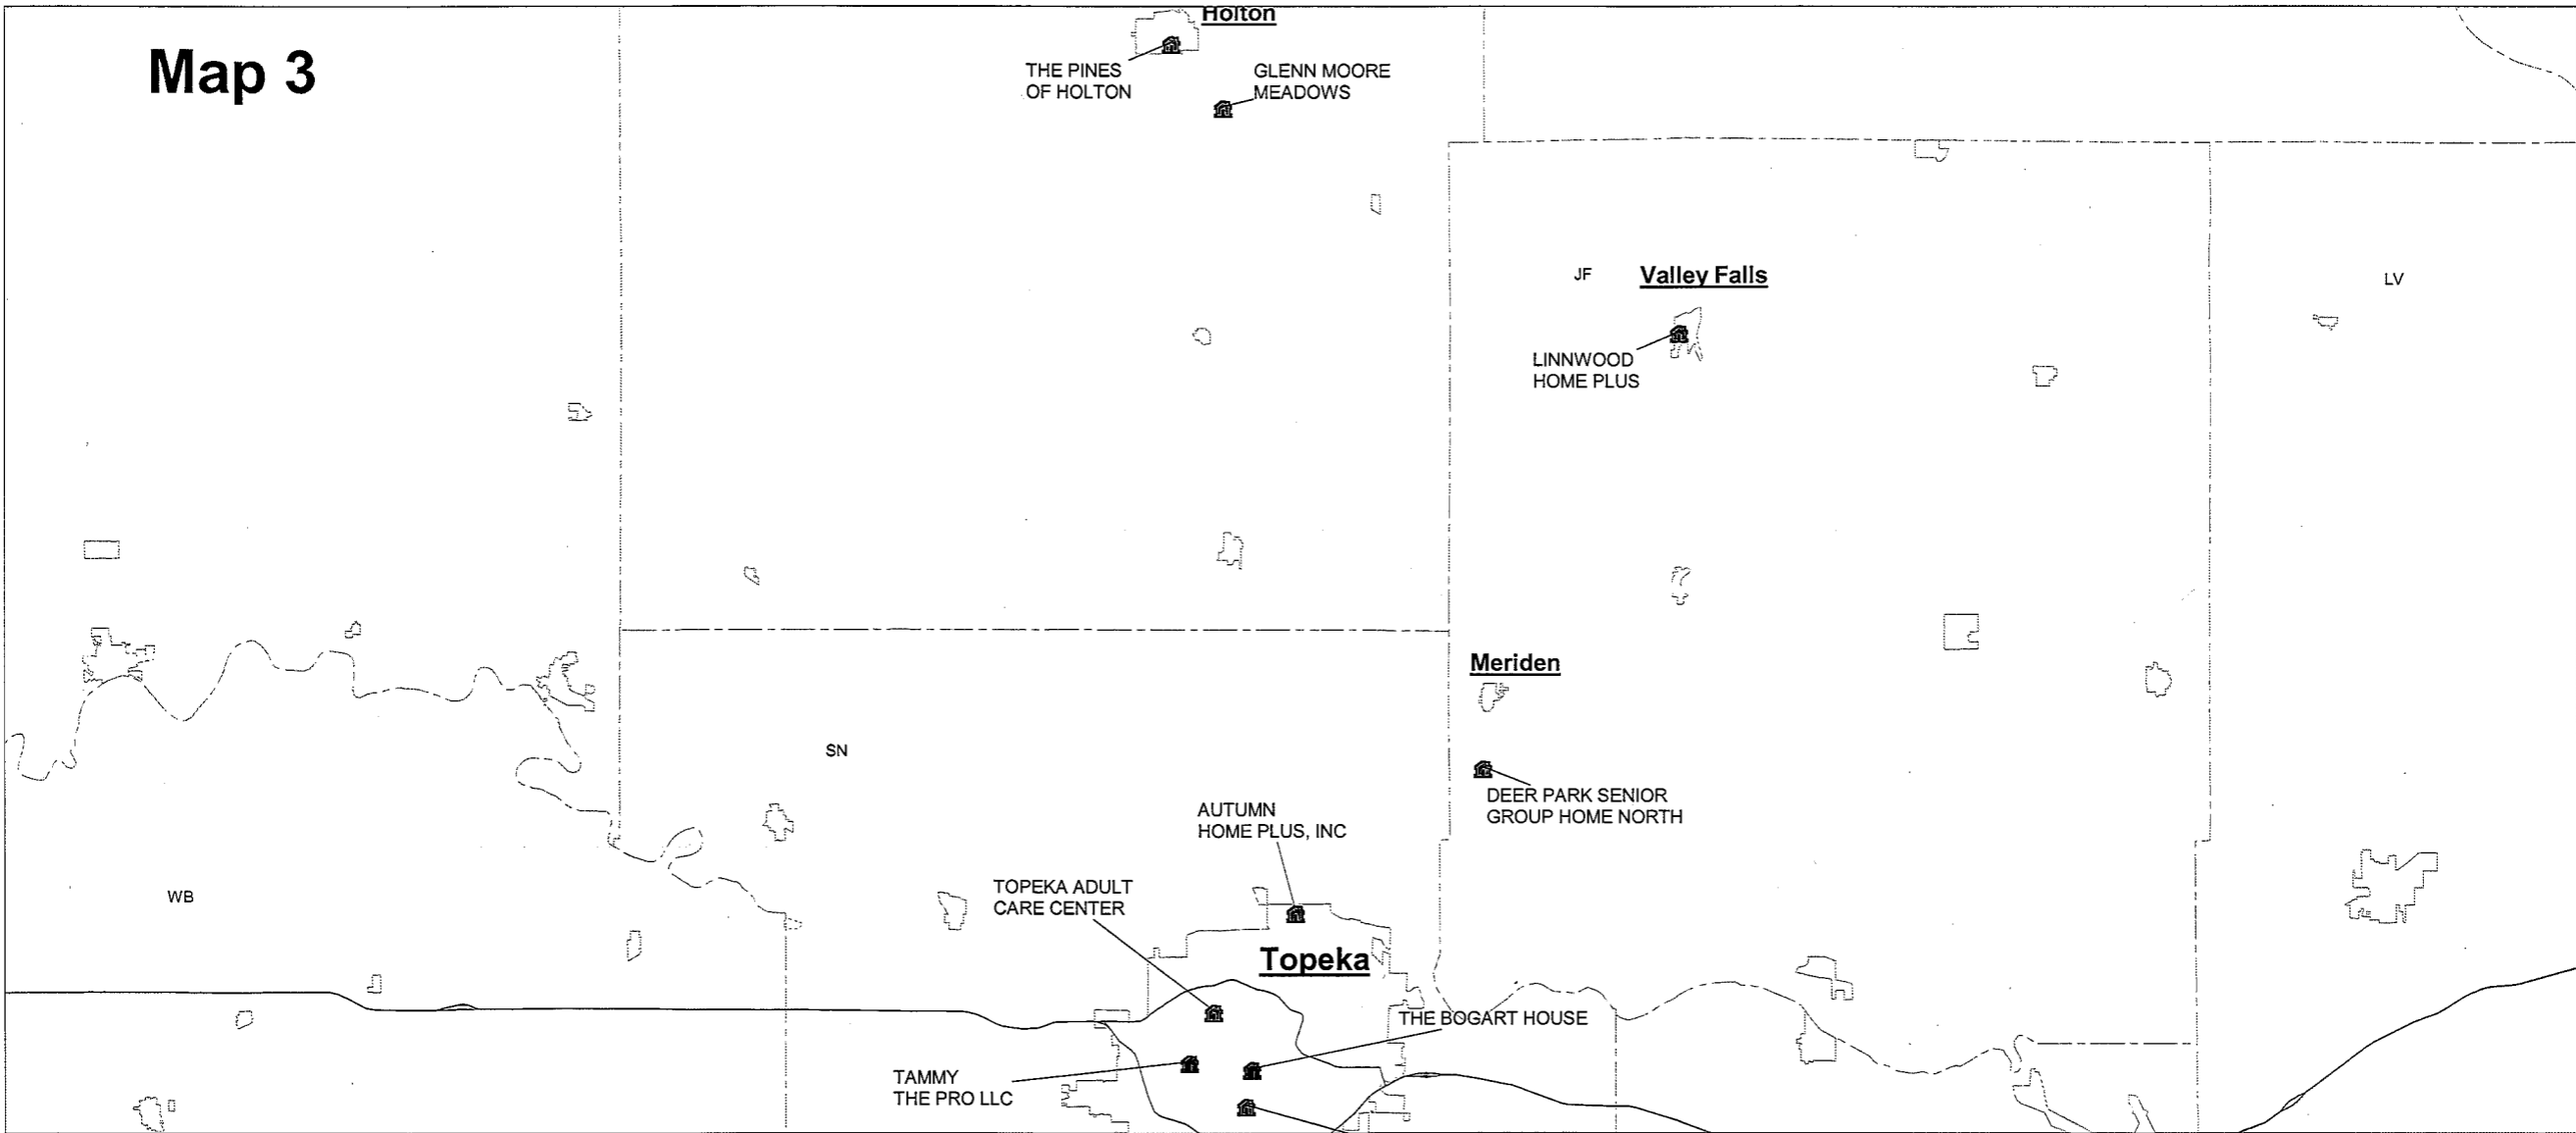 Map 3
Holton
THE PINES
OF HOLTON
GLENN MOORE
MEADOWS
JF
Valley Falls
LV
LINNWOOD
HOME PLUS
Meriden
SN
DEER PARK SENIOR
GROUP HOME NORTH
AUTUMN
HOME PLUS, INC
WB
TOPEKA ADULT
CARE CENTER
Topeka
THE BOGART HOUSE
TAMMY
THE PRO LLC